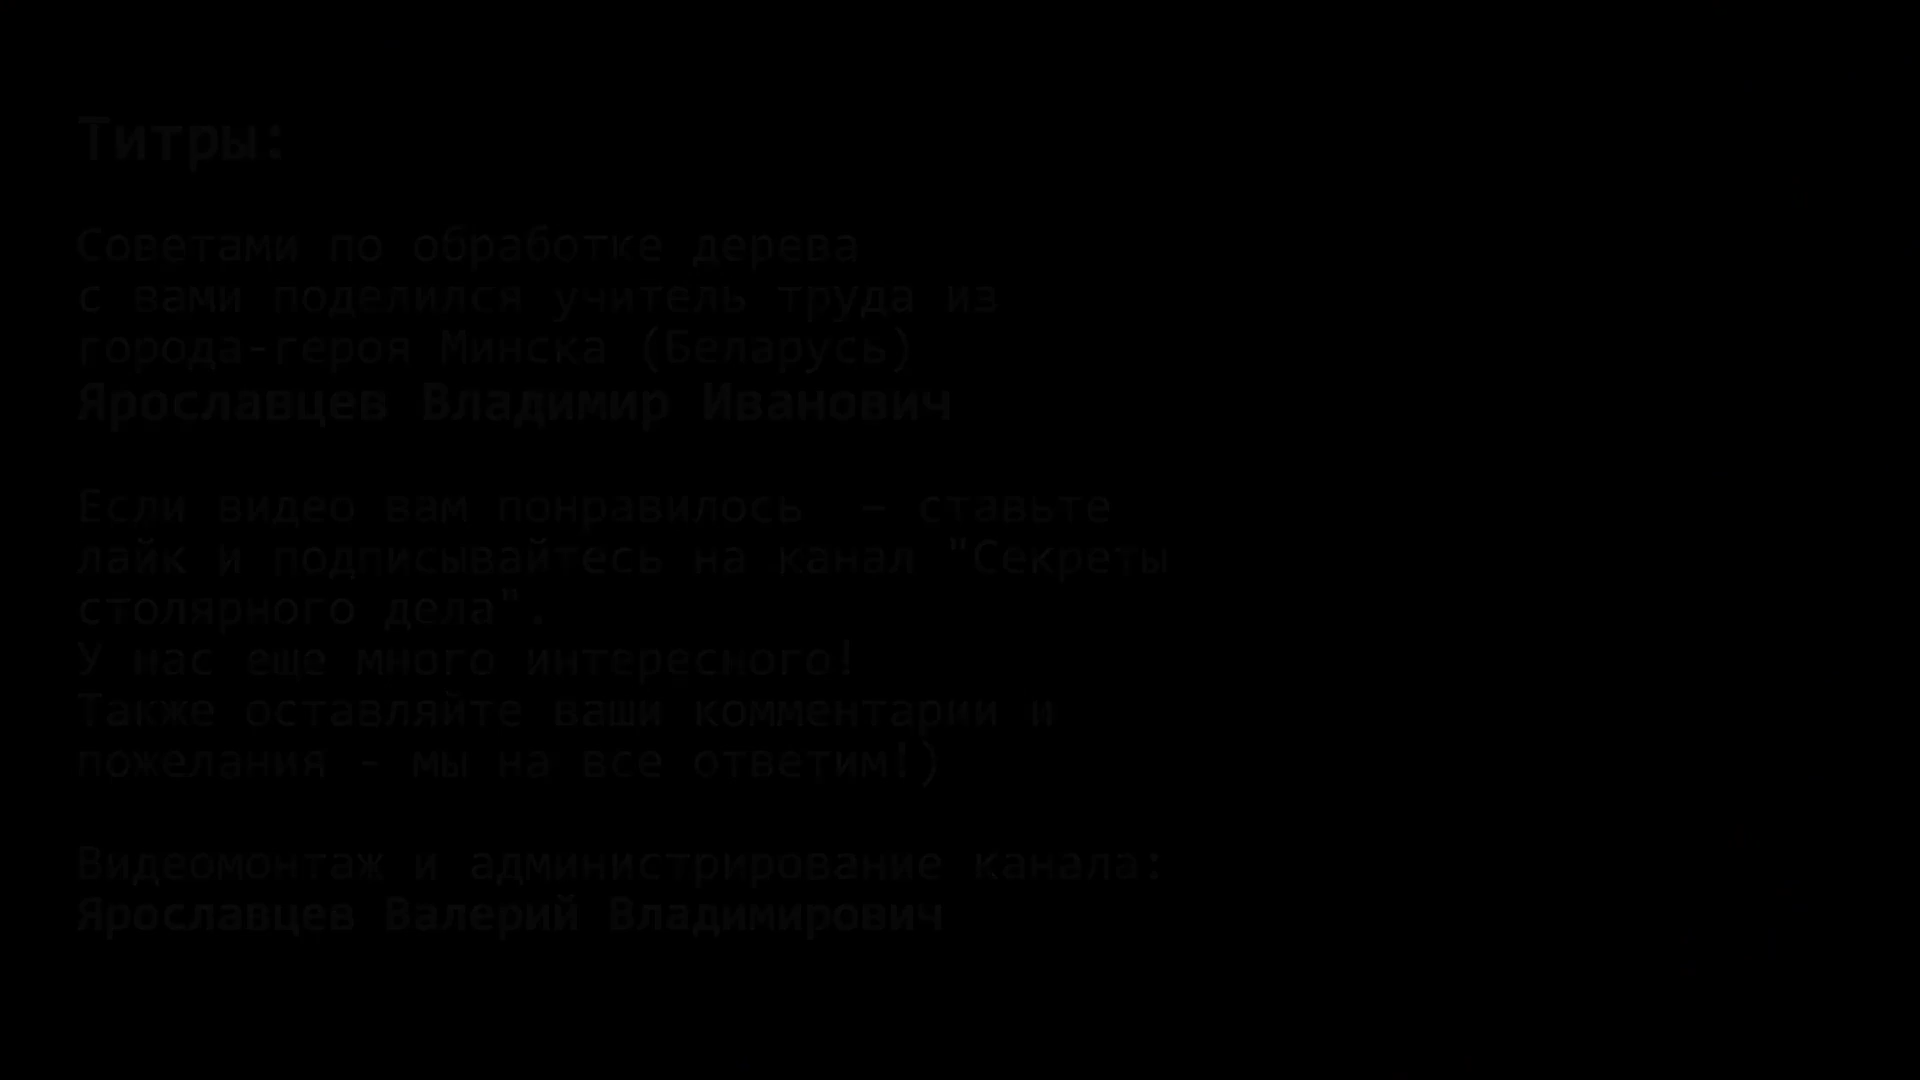 Титры:
Советами по обработке дерева
с вами поделился учитель труда из
города-героя Минска (Беларусь)
Ярославцев Владимир Иванович
Если видео вам понравилось – ставьте
лайк и подписывайтесь на канал "Секреты
столярного дела".
У нас еще много интересного!
Также оставляйте ваши комментарии и
пожелания - мы на все ответим!)
Видеомонтаж и администрирование канала:
Ярославцев Валерий Владимирович